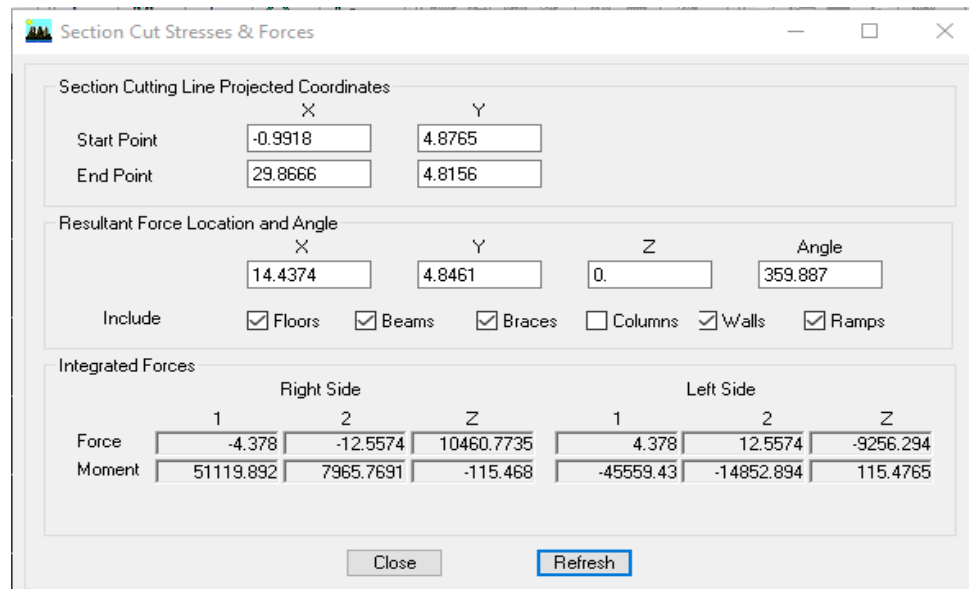 Section Cut Stresses & Forces
Section Cutting Line Projected Coordinates
X Y
Start Point -0.9918 4.8765
End Point 29.8666 4.8156
Resultant Force Location and Angle
X Y Z Angle
14.4374 4.8461 0. 359.887
Include Floors Beams Braces Columns Walls Ramps
Integrated Forces
Right Side Left Side
1 2 Z 1 2 Z
Force -4.378 -12.5574 10460.7735 4.378 12.5574 -9256.294
Moment 51119.892 7965.7691 -115.468 -45559.43 -14852.894 115.4765
Close Refresh